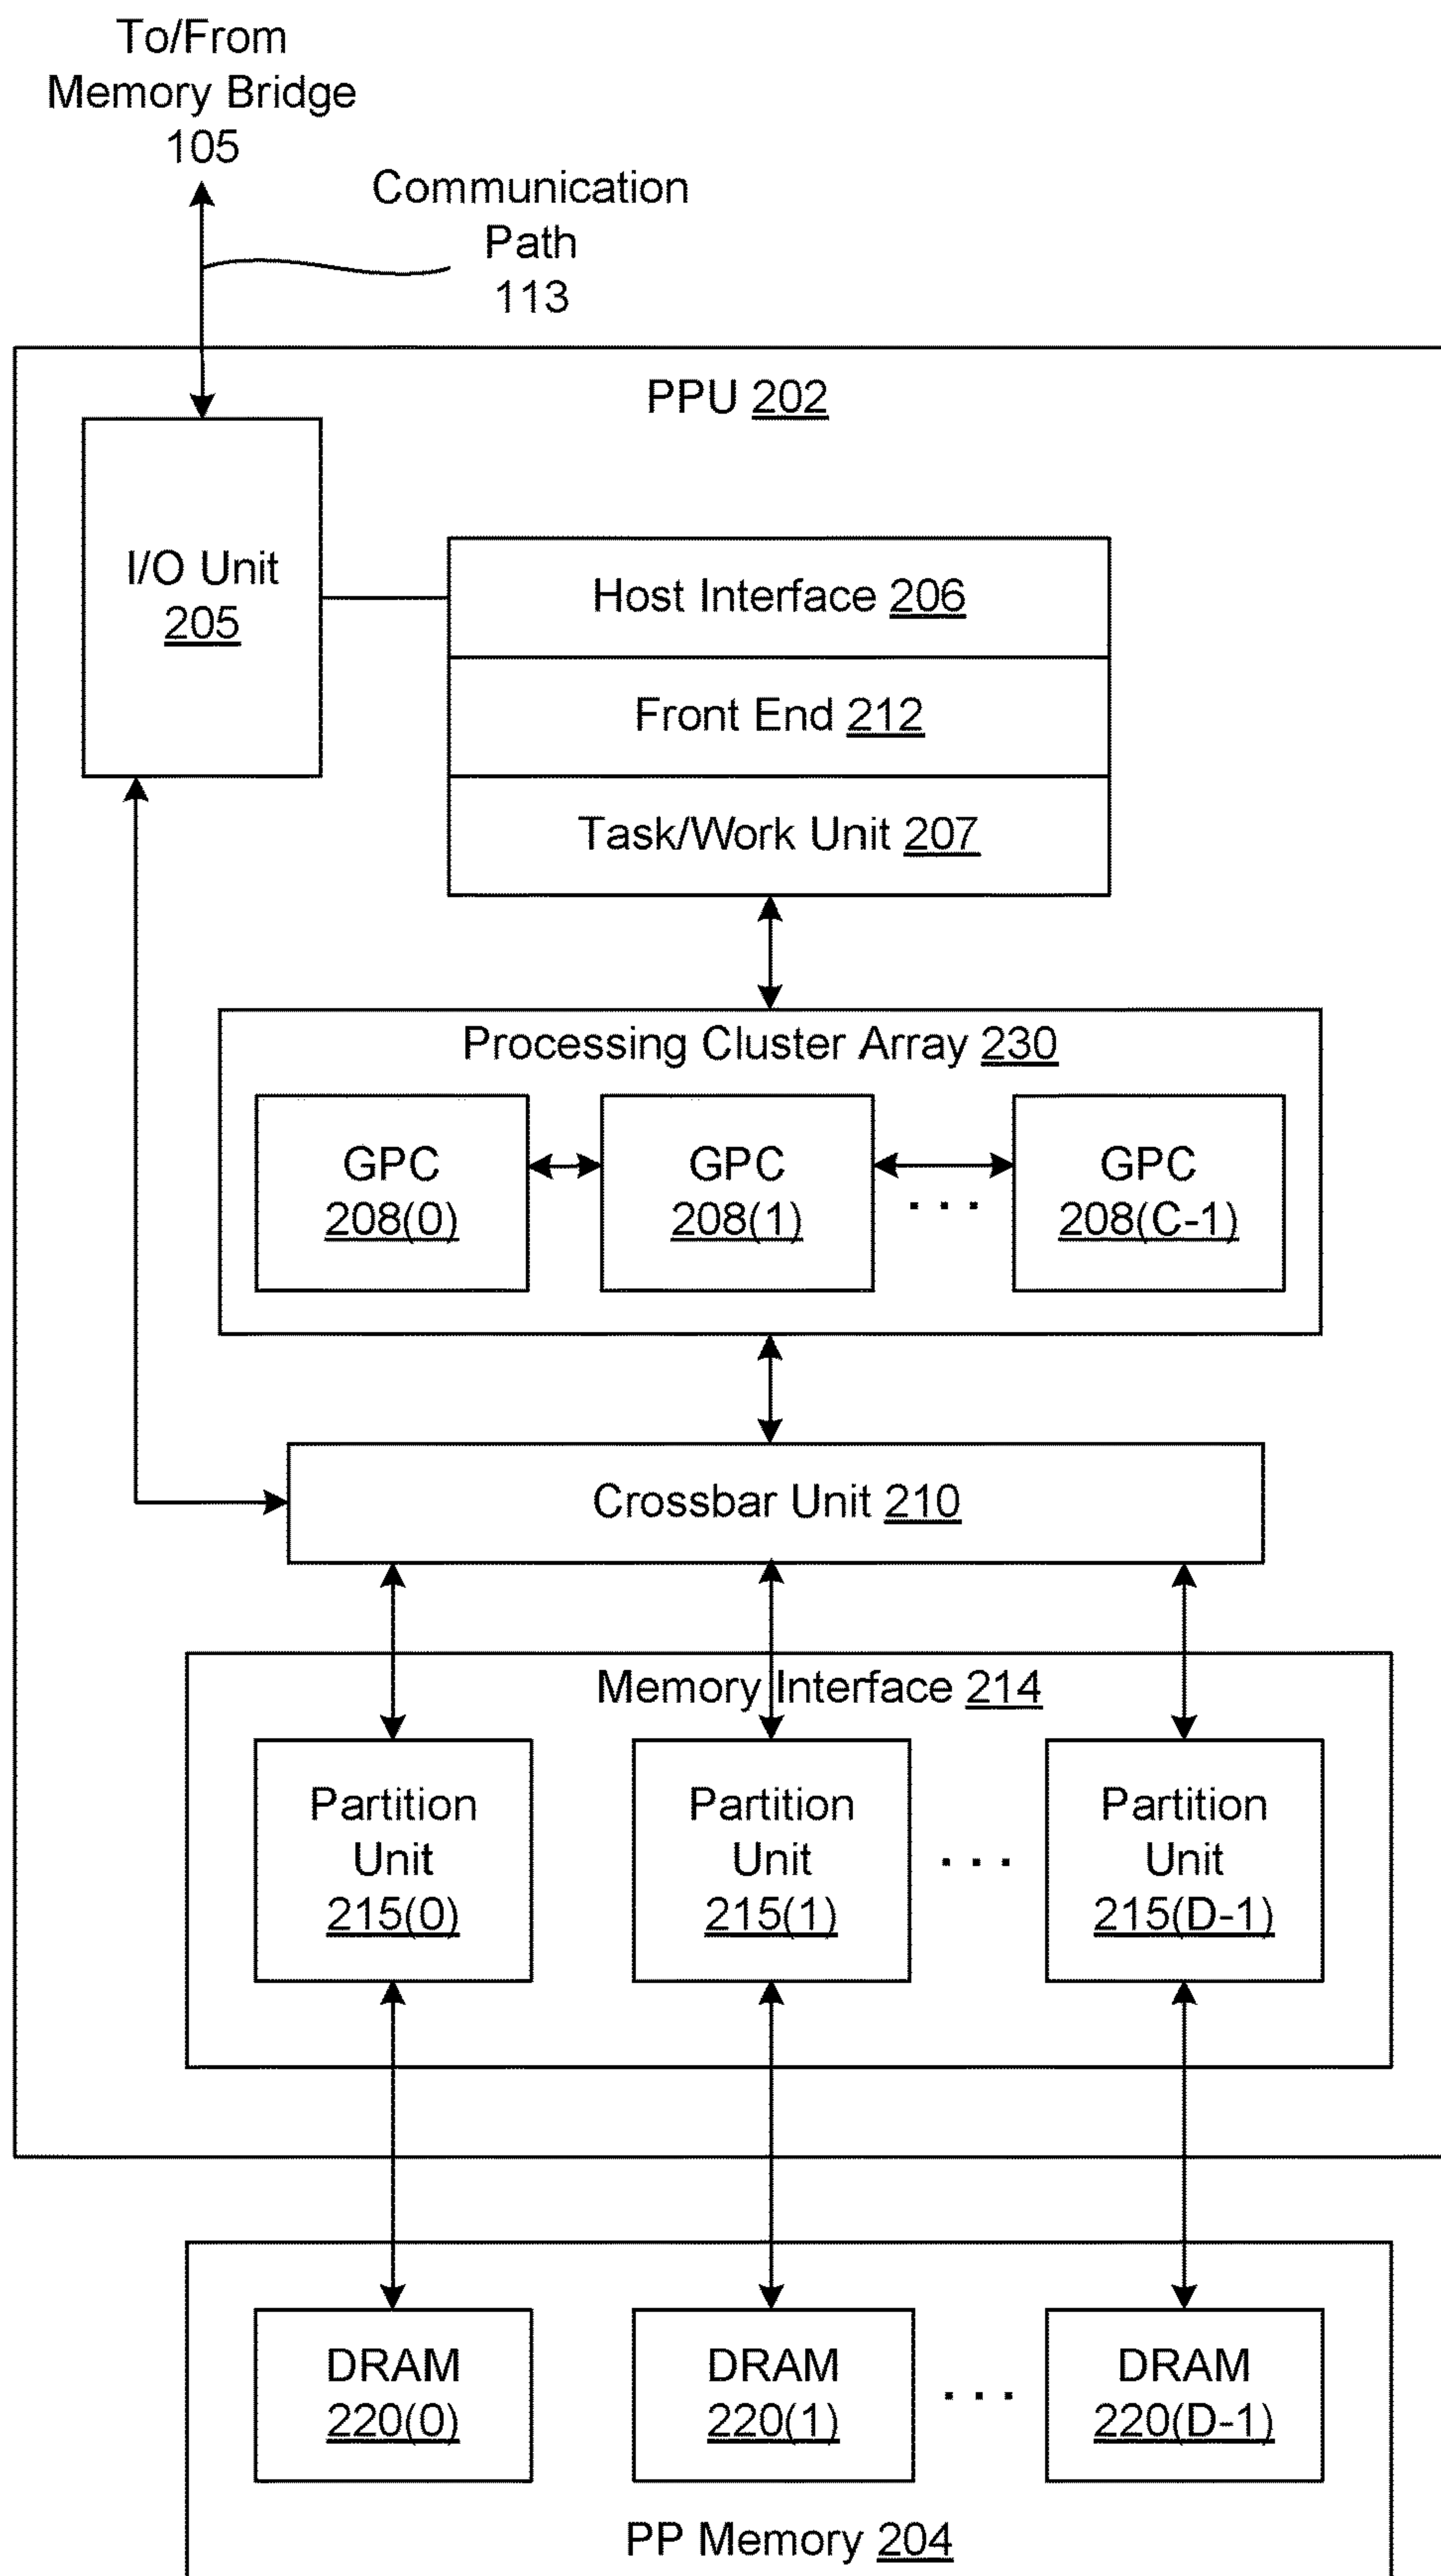 To/From
Memory Bridge
105
Communication
Path
113
PPU 202
I/O Unit
205
Host Interface 206
Front End 212
Task/Work Unit 207
Processing Cluster Array 230
GPC
208(0)
GPC
208(1)
. . .
GPC
208(C-1)
Crossbar Unit 210
Memory Interface 214
Partition
Unit
215(0)
Partition
Unit
215(1)
. . .
Partition
Unit
215(D-1)
DRAM
220(0)
DRAM
220(1)
. . .
DRAM
220(D-1)
PP Memory 204